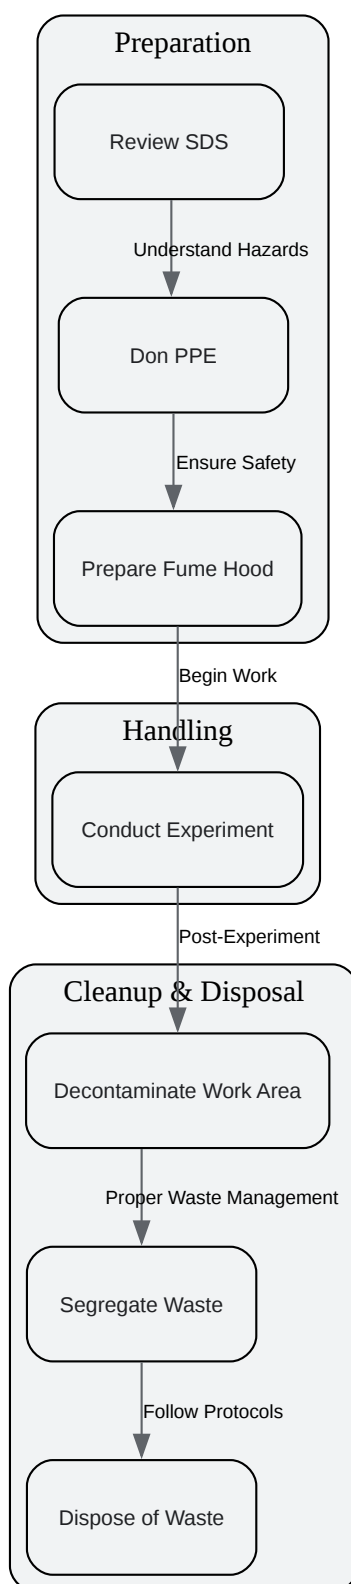 Preparation
Review SDS
Understand Hazards
Don PPE
Ensure Safety
Prepare Fume Hood
Begin Work
Handling
Conduct Experiment
Post-Experiment
Cleanup & Disposal
Decontaminate Work Area
Proper Waste Management
Segregate Waste
Follow Protocols
Dispose of Waste